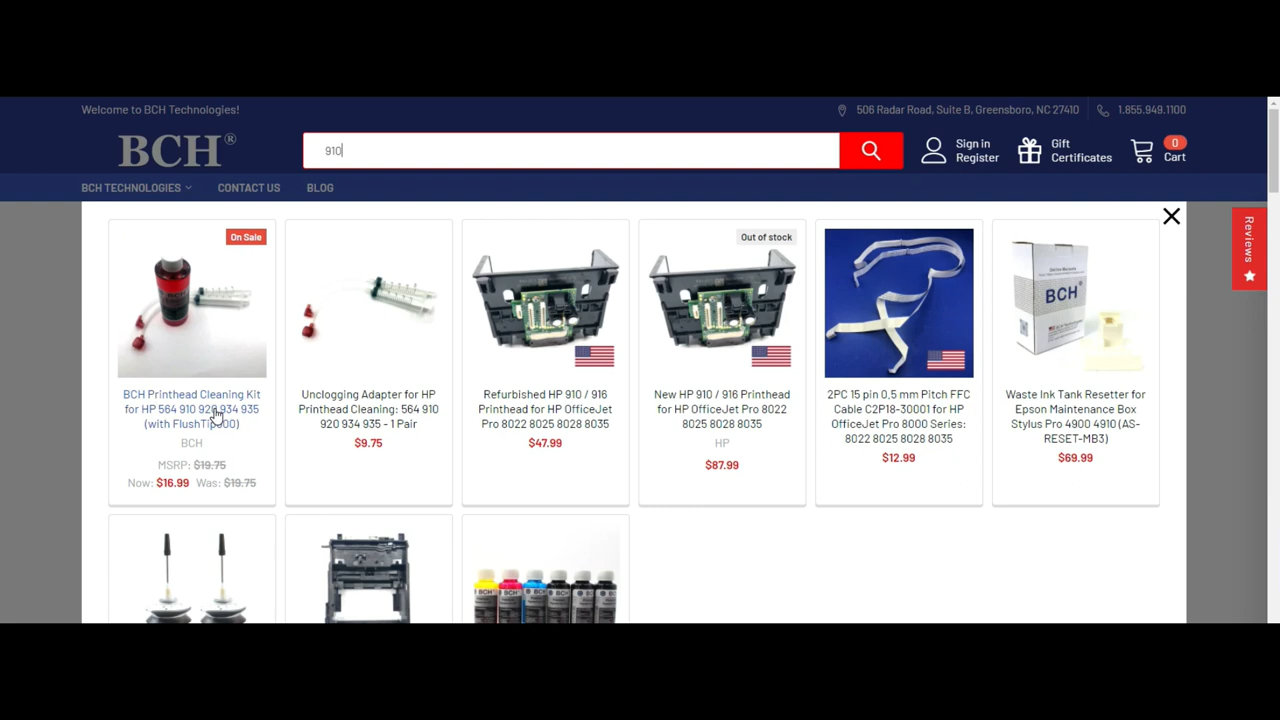 Welcome to BCH Technologies!
506 Radar Road, Suite B, Greensboro, NC 27410
1.855.949.1100
BCH®
910
Sign in
Register
Gift
Certificates
0
Cart
BCH TECHNOLOGIES
CONTACT US
BLOG
Reviews
On Sale
BCH Printhead Cleaning Kit
for HP 564 910 920 934 935
(with FlushTip
BCH
MSRP: $19.75
Now: $16.99 Was: $19.75
Unclogging Adapter for HP
Printhead Cleaning: 564 910
920 934 935 - 1 Pair
$9.75
Refurbished HP 910 / 916
Printhead for HP OfficeJet
Pro 8022 8025 8028 8035
$47.99
Out of stock
New HP 910 / 916 Printhead
for HP OfficeJet Pro 8022
8025 8028 8035
HP
$87.99
2PC 15 pin 0.5 mm Pitch FFC
Cable C2P18-30001 for HP
OfficeJet Pro 8000 Series:
8022 8025 8028 8035
$12.99
BCH®
Waste Ink Tank Resetter for
Epson Maintenance Box
Stylus Pro 4900 4910 (AS-
RESET-MB3)
$69.99
BCH
BCH
BCH